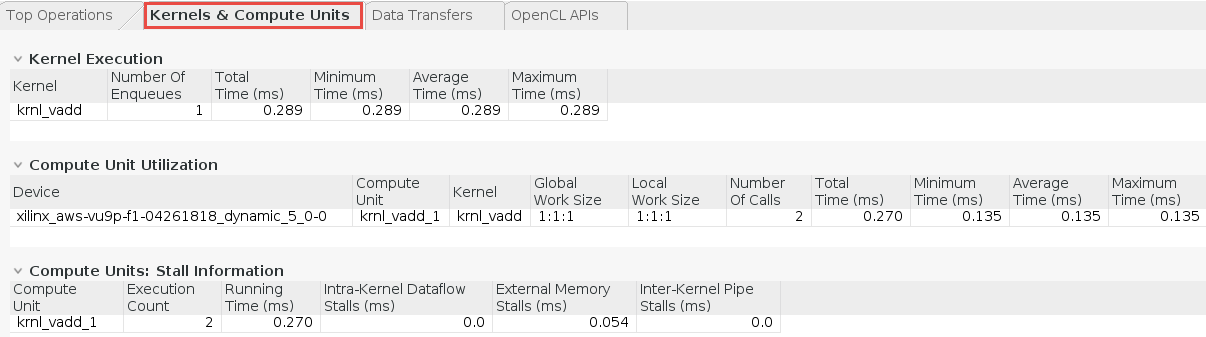 Top Operations Kernels & Compute Units Data Transfers OpenCL APIs
Kernel Execution
Kernel Number Of Enqueues Total Time (ms) Minimum Time (ms) Average Time (ms) Maximum Time (ms)
krnl_vadd 1 0.289 0.289 0.289 0.289
Compute Unit Utilization
Device Compute Unit Kernel Global Work Size Local Work Size Number Of Calls Total Time (ms) Minimum Time (ms) Average Time (ms) Maximum Time (ms)
xilinx_aws-vu9p-f1-04261818_dynamic_5_0-0 krnl_vadd_1 krnl_vadd 1:1:1 1:1:1 2 0.270 0.135 0.135 0.135
Compute Units: Stall Information
Compute Unit Execution Count Running Time (ms) Intra-Kernel Dataflow Stalls (ms) External Memory Stalls (ms) Inter-Kernel Pipe Stalls (ms)
krnl_vadd_1 2 0.270 0.0 0.054 0.0